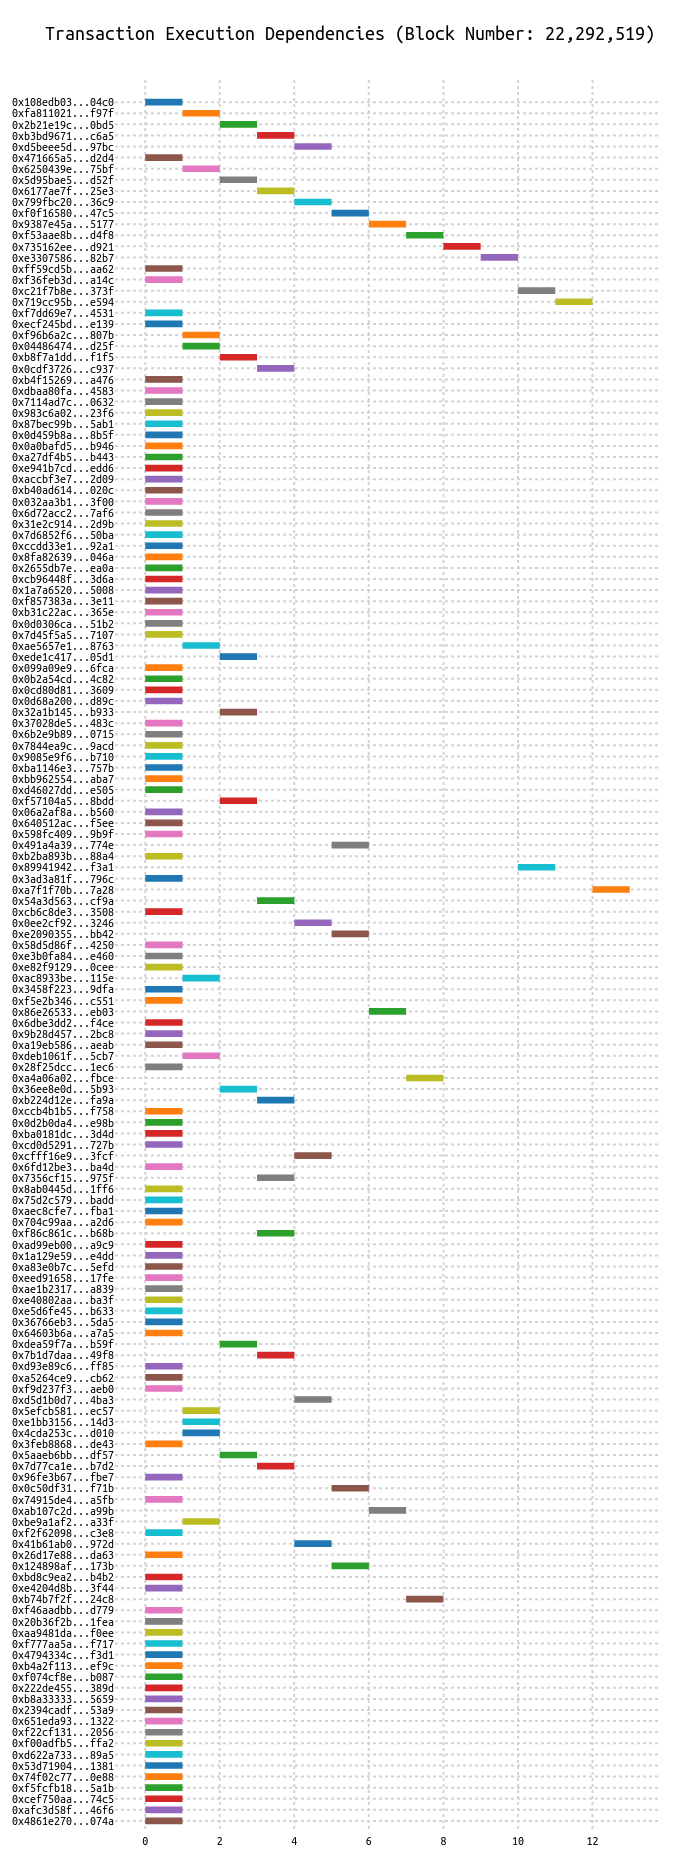 Transaction Execution Dependencies (Block Number: 22,292,519)
0x108edb03...04c0
0xfa811021...f97f
0x2b21e19c...0bd5
0xb3bd9671...c6a5
0xd5beee5d...97bc
0x471665a5...d2d4
0x6250439e...75bf
0x5d95bae5...d52f
0x6177ae7f...25e3
0x799fbc20...36c9
0xf0f16580...47c5
0x9387e45a...5177
0xf53aae8b...d4f8
0x735162ee...d921
0xe3307586...82b7
0xff59cd5b...aa62
0xf36feb3d...a14c
0xc21f7b8e...373f
0x719cc95b...e594
0xf7dd69e7...4531
0xecf245bd...e139
0xf96b6a2c...807b
0x04486474...d25f
0xb8f7a1dd...f1f5
0x0cdf3726...c937
0xb4f15269...a476
0xdbaa80fa...4583
0x7114ad7c...0632
0x983c6a02...23f6
0x87bec99b...5ab1
0x0d459b8a...8b5f
0x0a0bafd5...b946
0xa27df4b5...b443
0xe941b7cd...edd6
0xaccbf3e7...2d09
0xb40ad614...020c
0x032aa3b1...3f00
0x6d72acc2...7af6
0x31e2c914...2d9b
0x7d6852f6...50ba
0xccdd33e1...92a1
0x8fa82639...046a
0x2655db7e...ea0a
0xcb96448f...3d6a
0x1a7a6520...5008
0xf857383a...3e11
0xb31c22ac...365e
0x0d0306ca...51b2
0x7d45f5a5...7107
0xae5657e1...8763
0xede1c417...05d1
0x099a09e9...6fca
0x0b2a54cd...4c82
0x0cd80d81...3609
0x0d68a200...d89c
0x32a1b145...b933
0x37028de5...483c
0x6b2e9b89...0715
0x7844ea9c...9acd
0x9085e9f6...b710
0xba1146e3...757b
0xbb962554...aba7
0xd46027dd...e505
0xf57104a5...8bdd
0x06a2af8a...b560
0x640512ac...f5ee
0x598fc409...9b9f
0x491a4a39...774e
0xb2ba893b...88a4
0x89941942...f3a1
0x3ad3a81f...796c
0xa7f1f70b...7a28
0x54a3d563...cf9a
0xcb6c8de3...3508
0x0ee2cf92...3246
0xe2090355...bb42
0x58d5d86f...4250
0xe3b0fa84...e460
0xe82f9129...0cee
0xac8933be...115e
0x3458f223...9dfa
0xf5e2b346...c551
0x86e26533...eb03
0x6dbe3dd2...f4ce
0x9b28d457...2bc8
0xa19eb586...aeab
0xdeb1061f...5cb7
0x28f25dcc...1ec6
0xa4a06a02...fbce
0x36ee8e0d...5b93
0xb224d12e...fa9a
0xccb4b1b5...f758
0x0d2b0da4...e98b
0xba0181dc...3d4d
0xcd0d5291...727b
0xcfff16e9...3fcf
0x6fd12be3...ba4d
0x7356cf15...975f
0x8ab0445d...1ff6
0x75d2c579...badd
0xaec8cfe7...fba1
0x704c99aa...a2d6
0xf86c861c...b68b
0xad99eb00...a9c9
0x1a129e59...e4dd
0xa83e0b7c...5efd
0xeed91658...17fe
0xae1b2317...a839
0xe40802aa...ba3f
0xe5d6fe45...b633
0x36766eb3...5da5
0x64603b6a...a7a5
0xdea59f7a...b59f
0x7b1d7daa...49f8
0xd93e89c6...ff85
0xa5264ce9...cb62
0xf9d237f3...aeb0
0xd5d1b0d7...4ba3
0x5efcb581...ec57
0xe1bb3156...14d3
0x4cda253c...d010
0x3feb8868...de43
0x5aaeb6bb...df57
0x7d77ca1e...b7d2
0x96fe3b67...fbe7
0x0c50df31...f71b
0x74915de4...a5fb
0xab107c2d...a99b
0xbe9a1af2...a33f
0xf2f62098...c3e8
0x41b61ab0...972d
0x26d17e88...da63
0x124898af...173b
0xbd8c9ea2...b4b2
0xe4204d8b...3f44
0xb74b7f2f...24c8
0xf46aadbb...d779
0x20b36f2b...1fea
0xaa9481da...f0ee
0xf777aa5a...f717
0x4794334c...f3d1
0xb4a2f113...ef9c
0xf074cf8e...b087
0x222de455...389d
0xb8a33333...5659
0x2394cadf...53a9
0x651eda93...1322
0xf22cf131...2056
0xf00adfb5...ffa2
0xd622a733...89a5
0x53d71904...1381
0x74f02c77...0e88
0xf5fcfb18...5a1b
0xcef750aa...74c5
0xafc3d58f...46f6
0x4861e270...074a
0 2 4 6 8 10 12